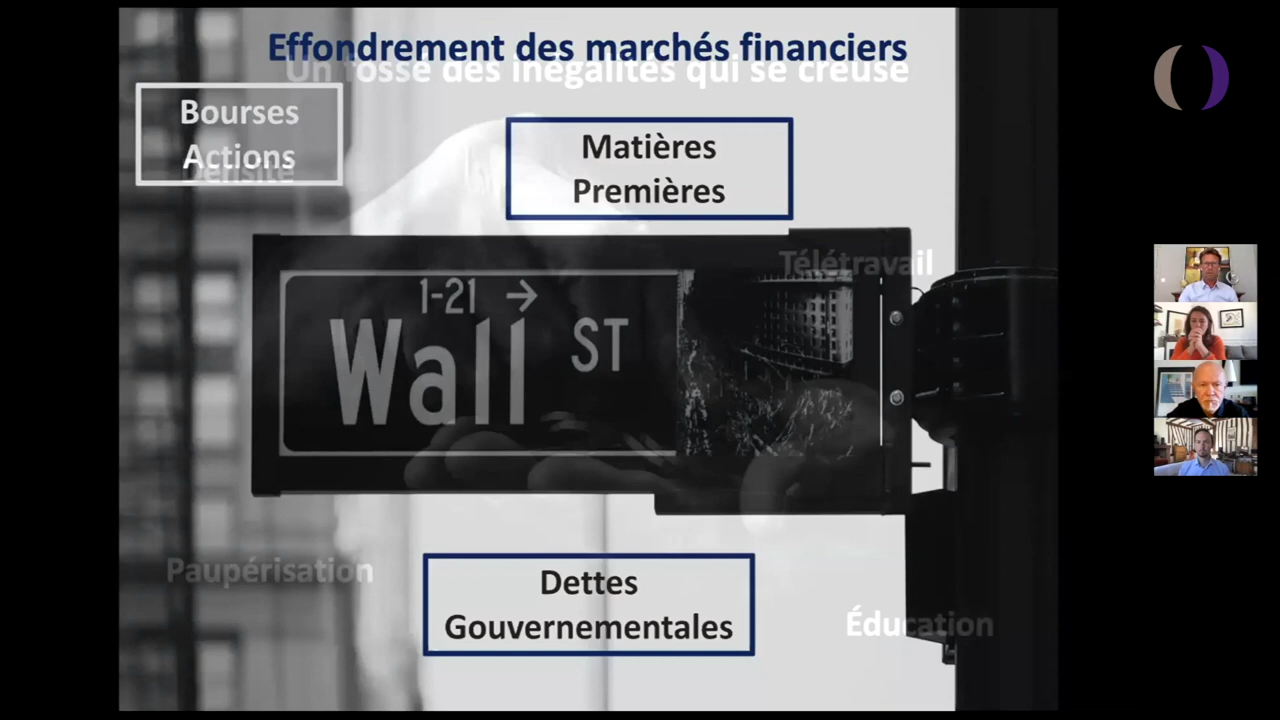 Effondrement des marchés financiers
Un fossé des inégalités qui se creuse
Bourses
Actions
Densité
Matières
Premières
Télétravail
1-21 →
Wall ST
Paupérisation
Dettes
Gouvernementales
Éducation